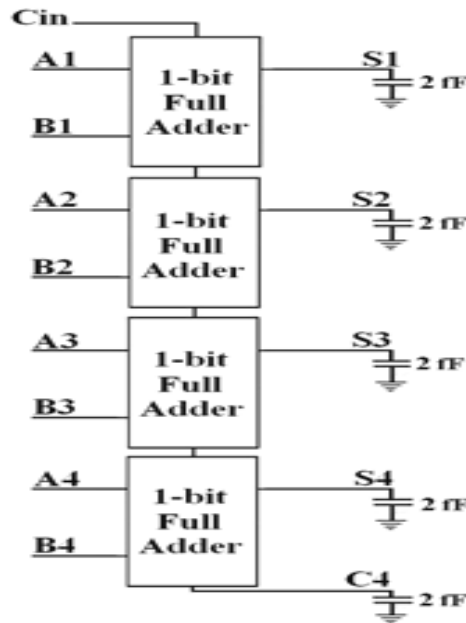 Cin
A1
1-bit
Full
Adder
S1
2 fF
B1
A2
1-bit
Full
Adder
S2
2 fF
B2
A3
1-bit
Full
Adder
S3
2 fF
B3
A4
1-bit
Full
Adder
S4
2 fF
B4
C4
2 fF